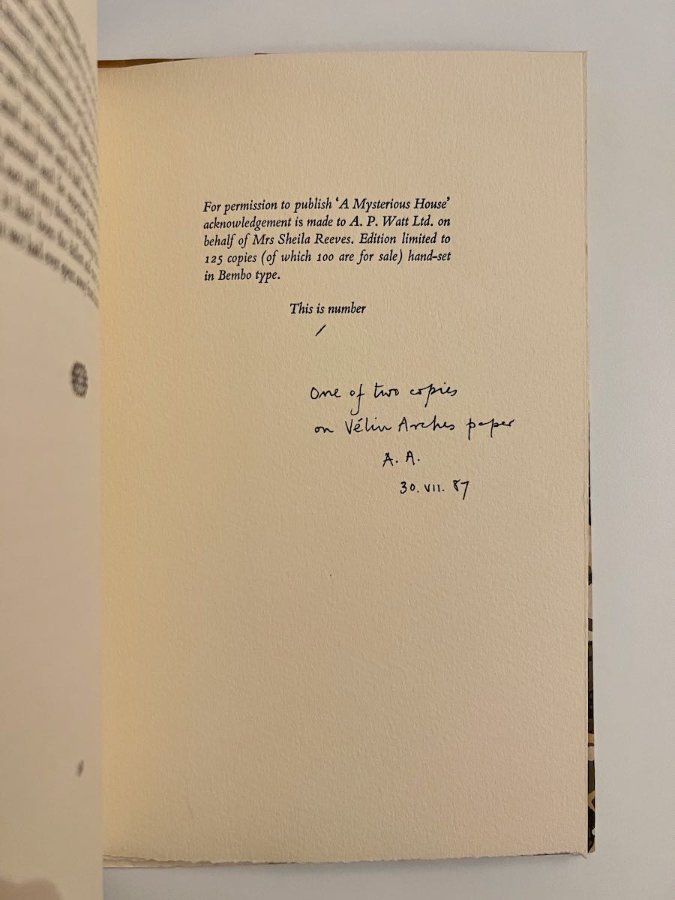 For permission to publish ‘A Mysterious House’
acknowledgement is made to A. P. Watt Ltd. on
behalf of Mrs Sheila Reeves. Edition limited to
125 copies (of which 100 are for sale) hand-set
in Bembo type.
This is number
/
One of two copies
on Vélin Arches paper
A. A.
30. VII. 87